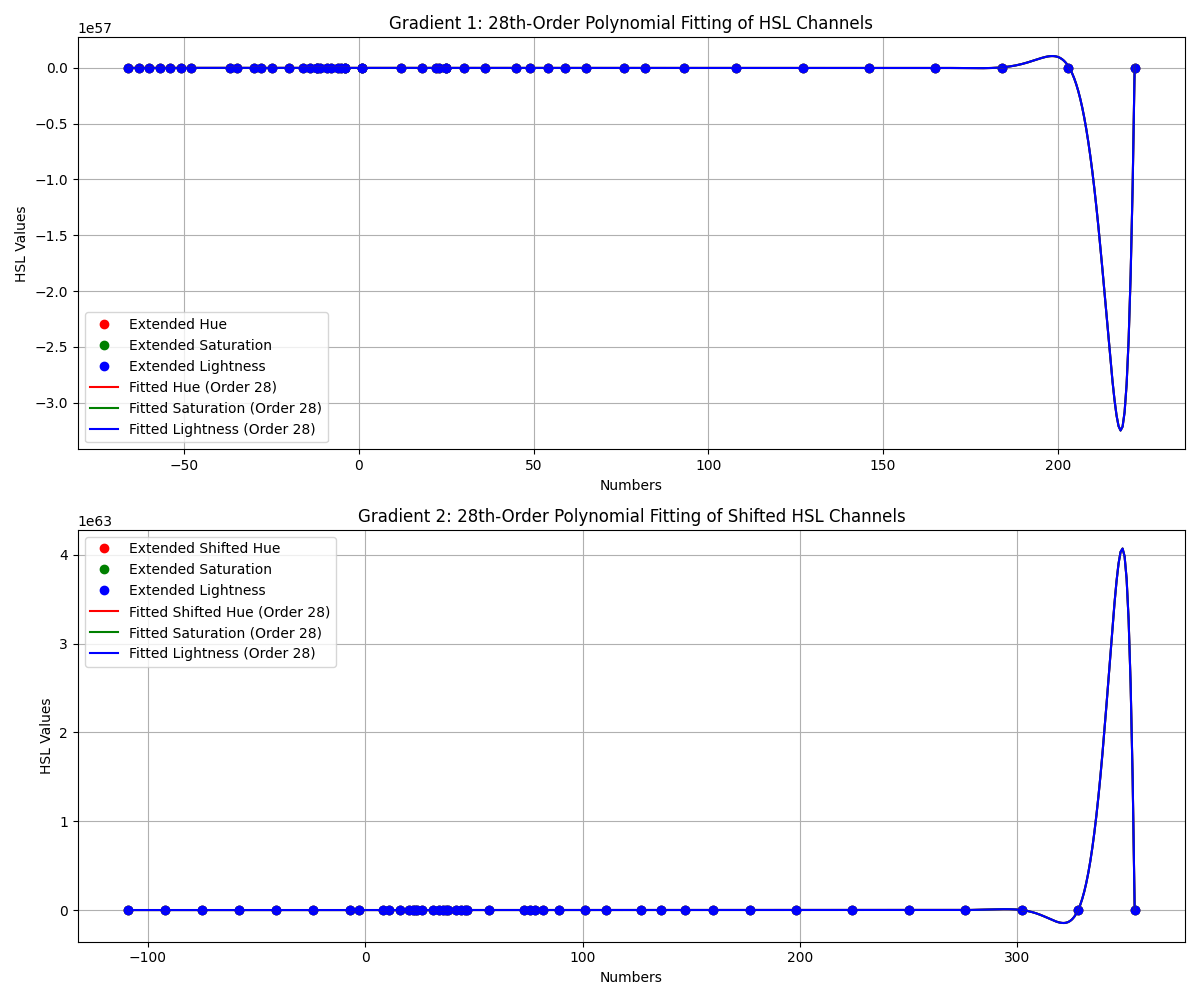 Gradient 1: 28th-Order Polynomial Fitting of HSL Channels
1e57
0.0
−0.5
−1.0
−1.5
−2.0
−2.5
−3.0
HSL Values
Extended Hue
Extended Saturation
Extended Lightness
Fitted Hue (Order 28)
Fitted Saturation (Order 28)
Fitted Lightness (Order 28)
−50 0 50 100 150 200
Numbers
Gradient 2: 28th-Order Polynomial Fitting of Shifted HSL Channels
1e63
4
3
2
1
0
HSL Values
Extended Shifted Hue
Extended Saturation
Extended Lightness
Fitted Shifted Hue (Order 28)
Fitted Saturation (Order 28)
Fitted Lightness (Order 28)
−100 0 100 200 300
Numbers